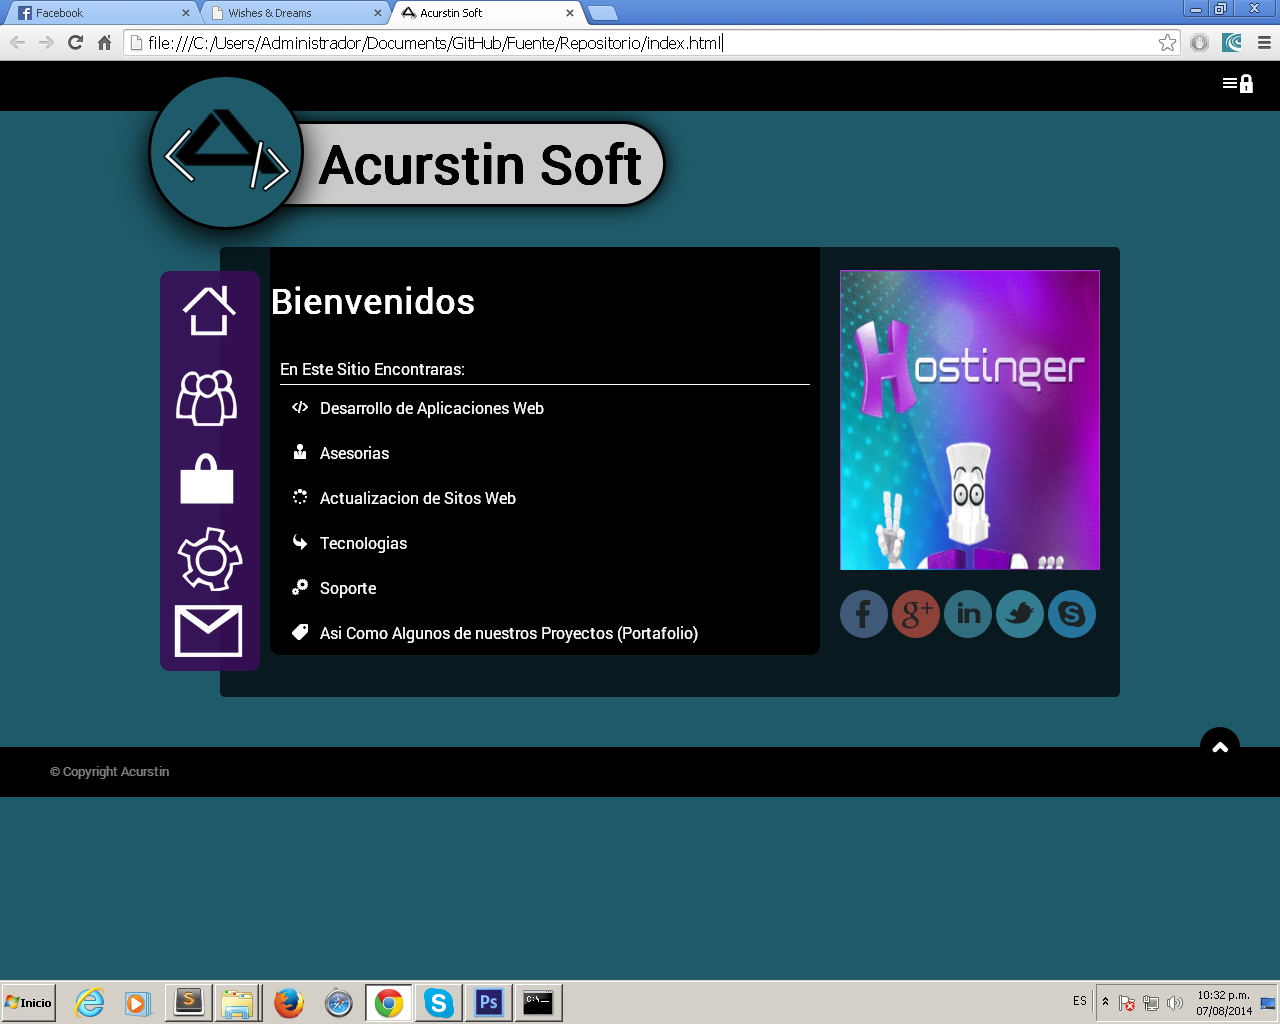 Facebook
Wishes & Dreams
Acurstin Soft
file:///C:/Users/Administrador/Documents/GitHub/Fuente/Repositorio/index.html
Acurstin Soft
Bienvenidos
En Este Sitio Encontraras:
</> Desarrollo de Aplicaciones Web
Asesorias
Actualizacion de Sitos Web
Tecnologias
Soporte
Asi Como Algunos de nuestros Proyectos (Portafolio)
Hostinger
© Copyright Acurstin
Inicio
Ps
C:\_
ES
10:32 p.m.
07/08/2014